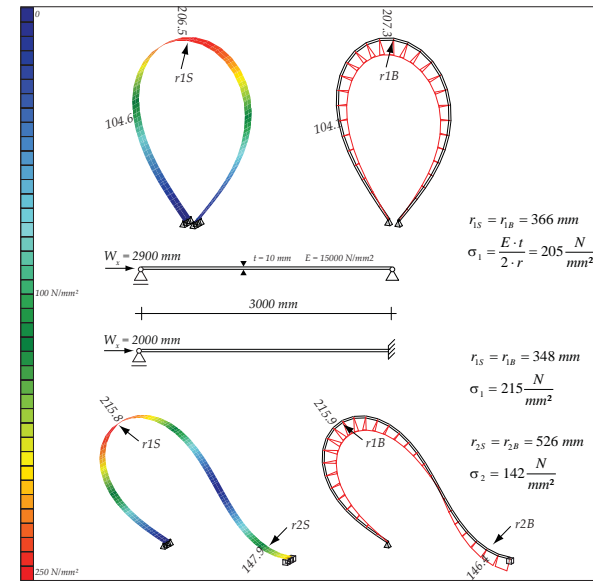 0
206.5
207.3
r1S
r1B
104.6
104.1
r₁S = r₁B = 366 mm
σ₁ = E · t / 2 · r = 205 N / mm²
Wₓ = 2900 mm
t = 10 mm E = 15000 N/mm2
100 N/mm²
3000 mm
Wₓ = 2000 mm
r₁S = r₁B = 348 mm
σ₁ = 215 N / mm²
215.8
215.9
r1S
r1B
r₂S = r₂B = 526 mm
σ₂ = 142 N / mm²
r2S
r2B
147.9
146.4
250 N/mm²